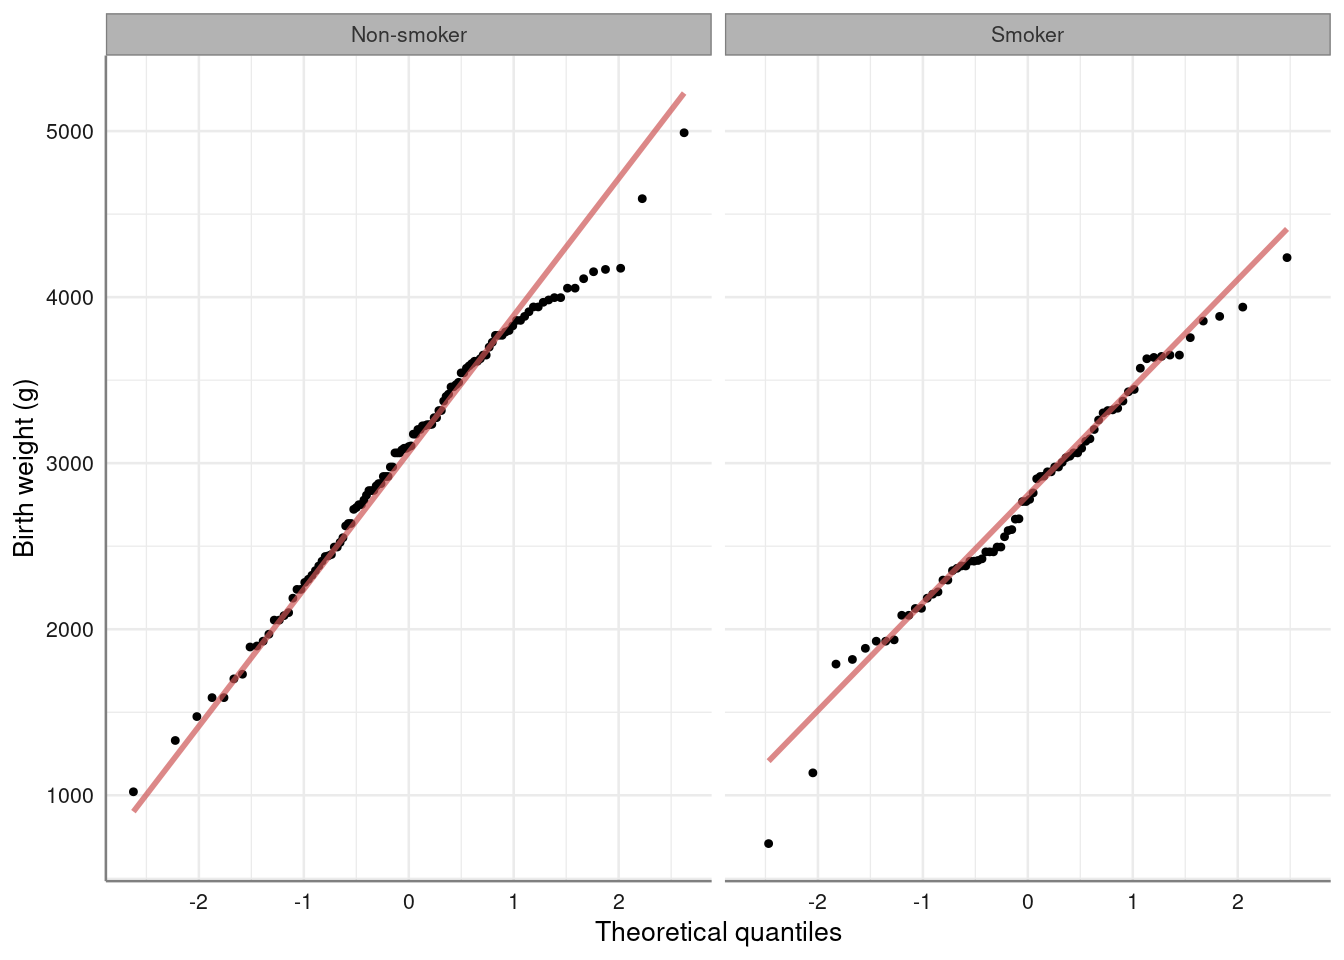 Non-smoker Smoker
Birth weight (g)
5000
4000
3000
2000
1000
-2 -1 0 1 2 -2 -1 0 1 2
Theoretical quantiles